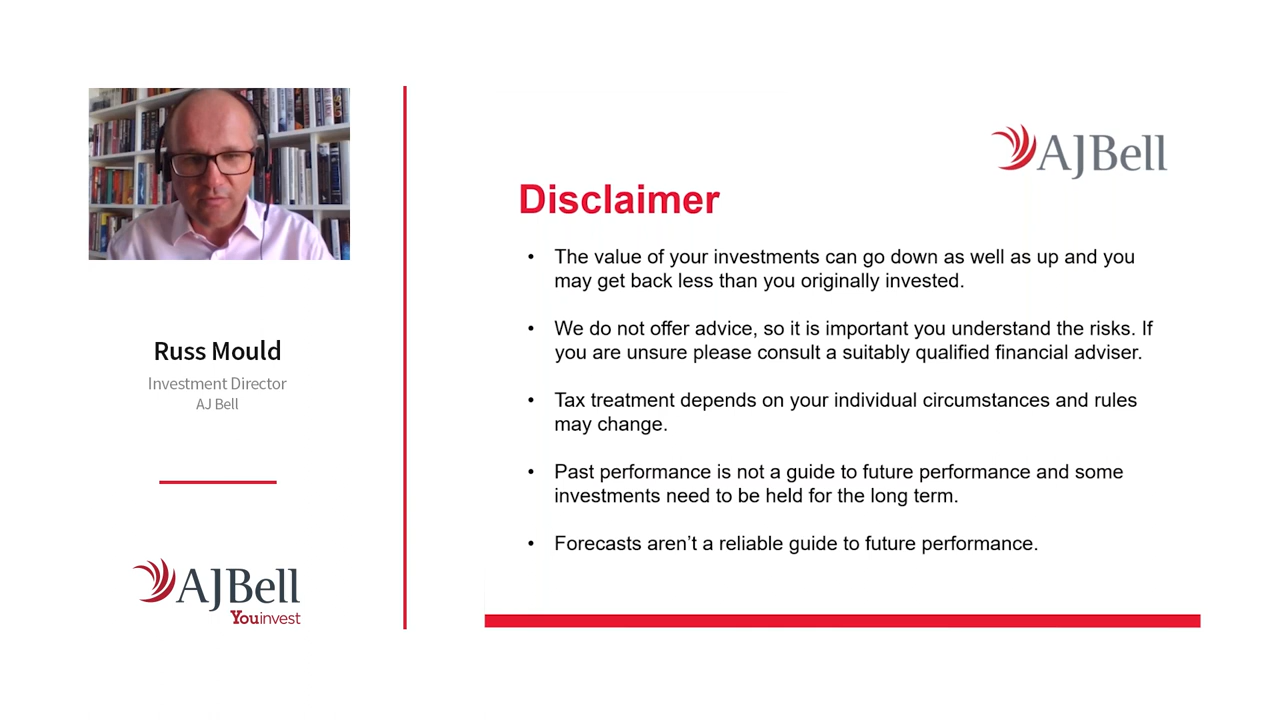 Russ Mould
Investment Director
AJ Bell
AJBell
Youinvest
AJBell
Disclaimer
• The value of your investments can go down as well as up and you
may get back less than you originally invested.
• We do not offer advice, so it is important you understand the risks. If
you are unsure please consult a suitably qualified financial adviser.
• Tax treatment depends on your individual circumstances and rules
may change.
• Past performance is not a guide to future performance and some
investments need to be held for the long term.
• Forecasts aren’t a reliable guide to future performance.